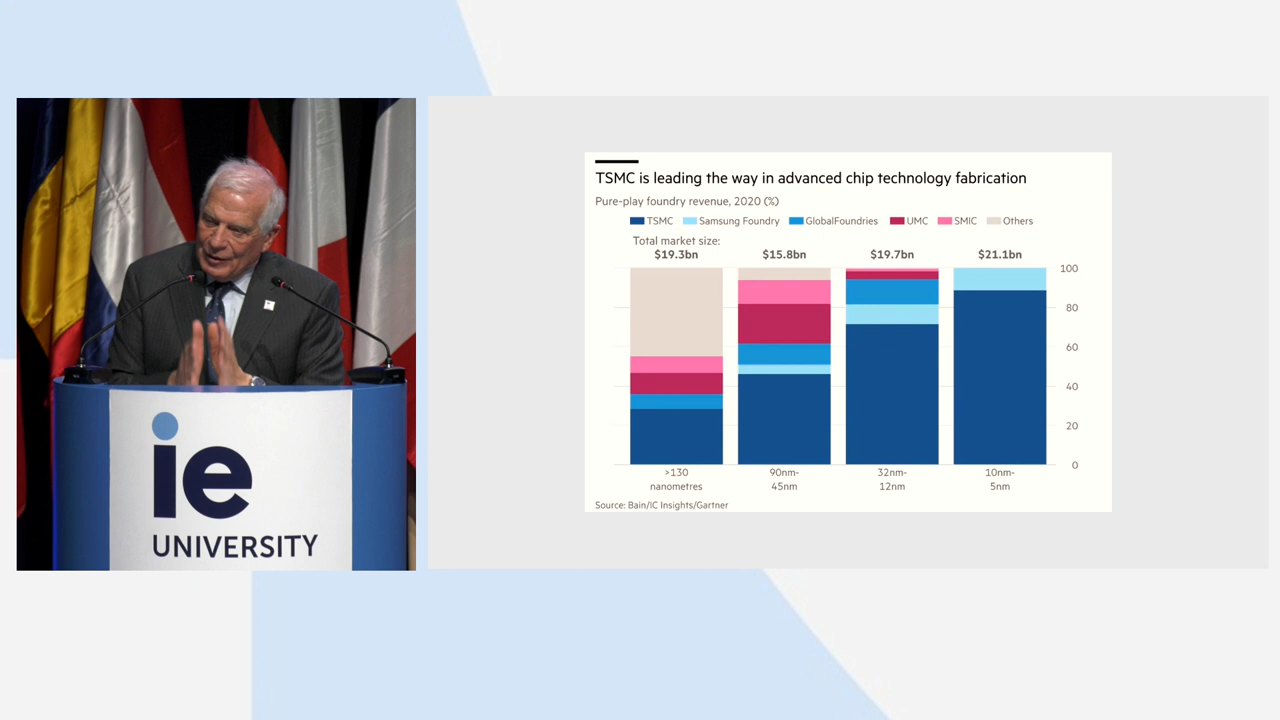 ie
UNIVERSITY
TSMC is leading the way in advanced chip technology fabrication
Pure-play foundry revenue, 2020 (%)
TSMC Samsung Foundry GlobalFoundries UMC SMIC Others
Total market size:
$19.3bn $15.8bn $19.7bn $21.1bn
100
80
60
40
20
0
>130 90nm- 32nm- 10nm-
nanometres 45nm 12nm 5nm
Source: Bain/IC Insights/Gartner